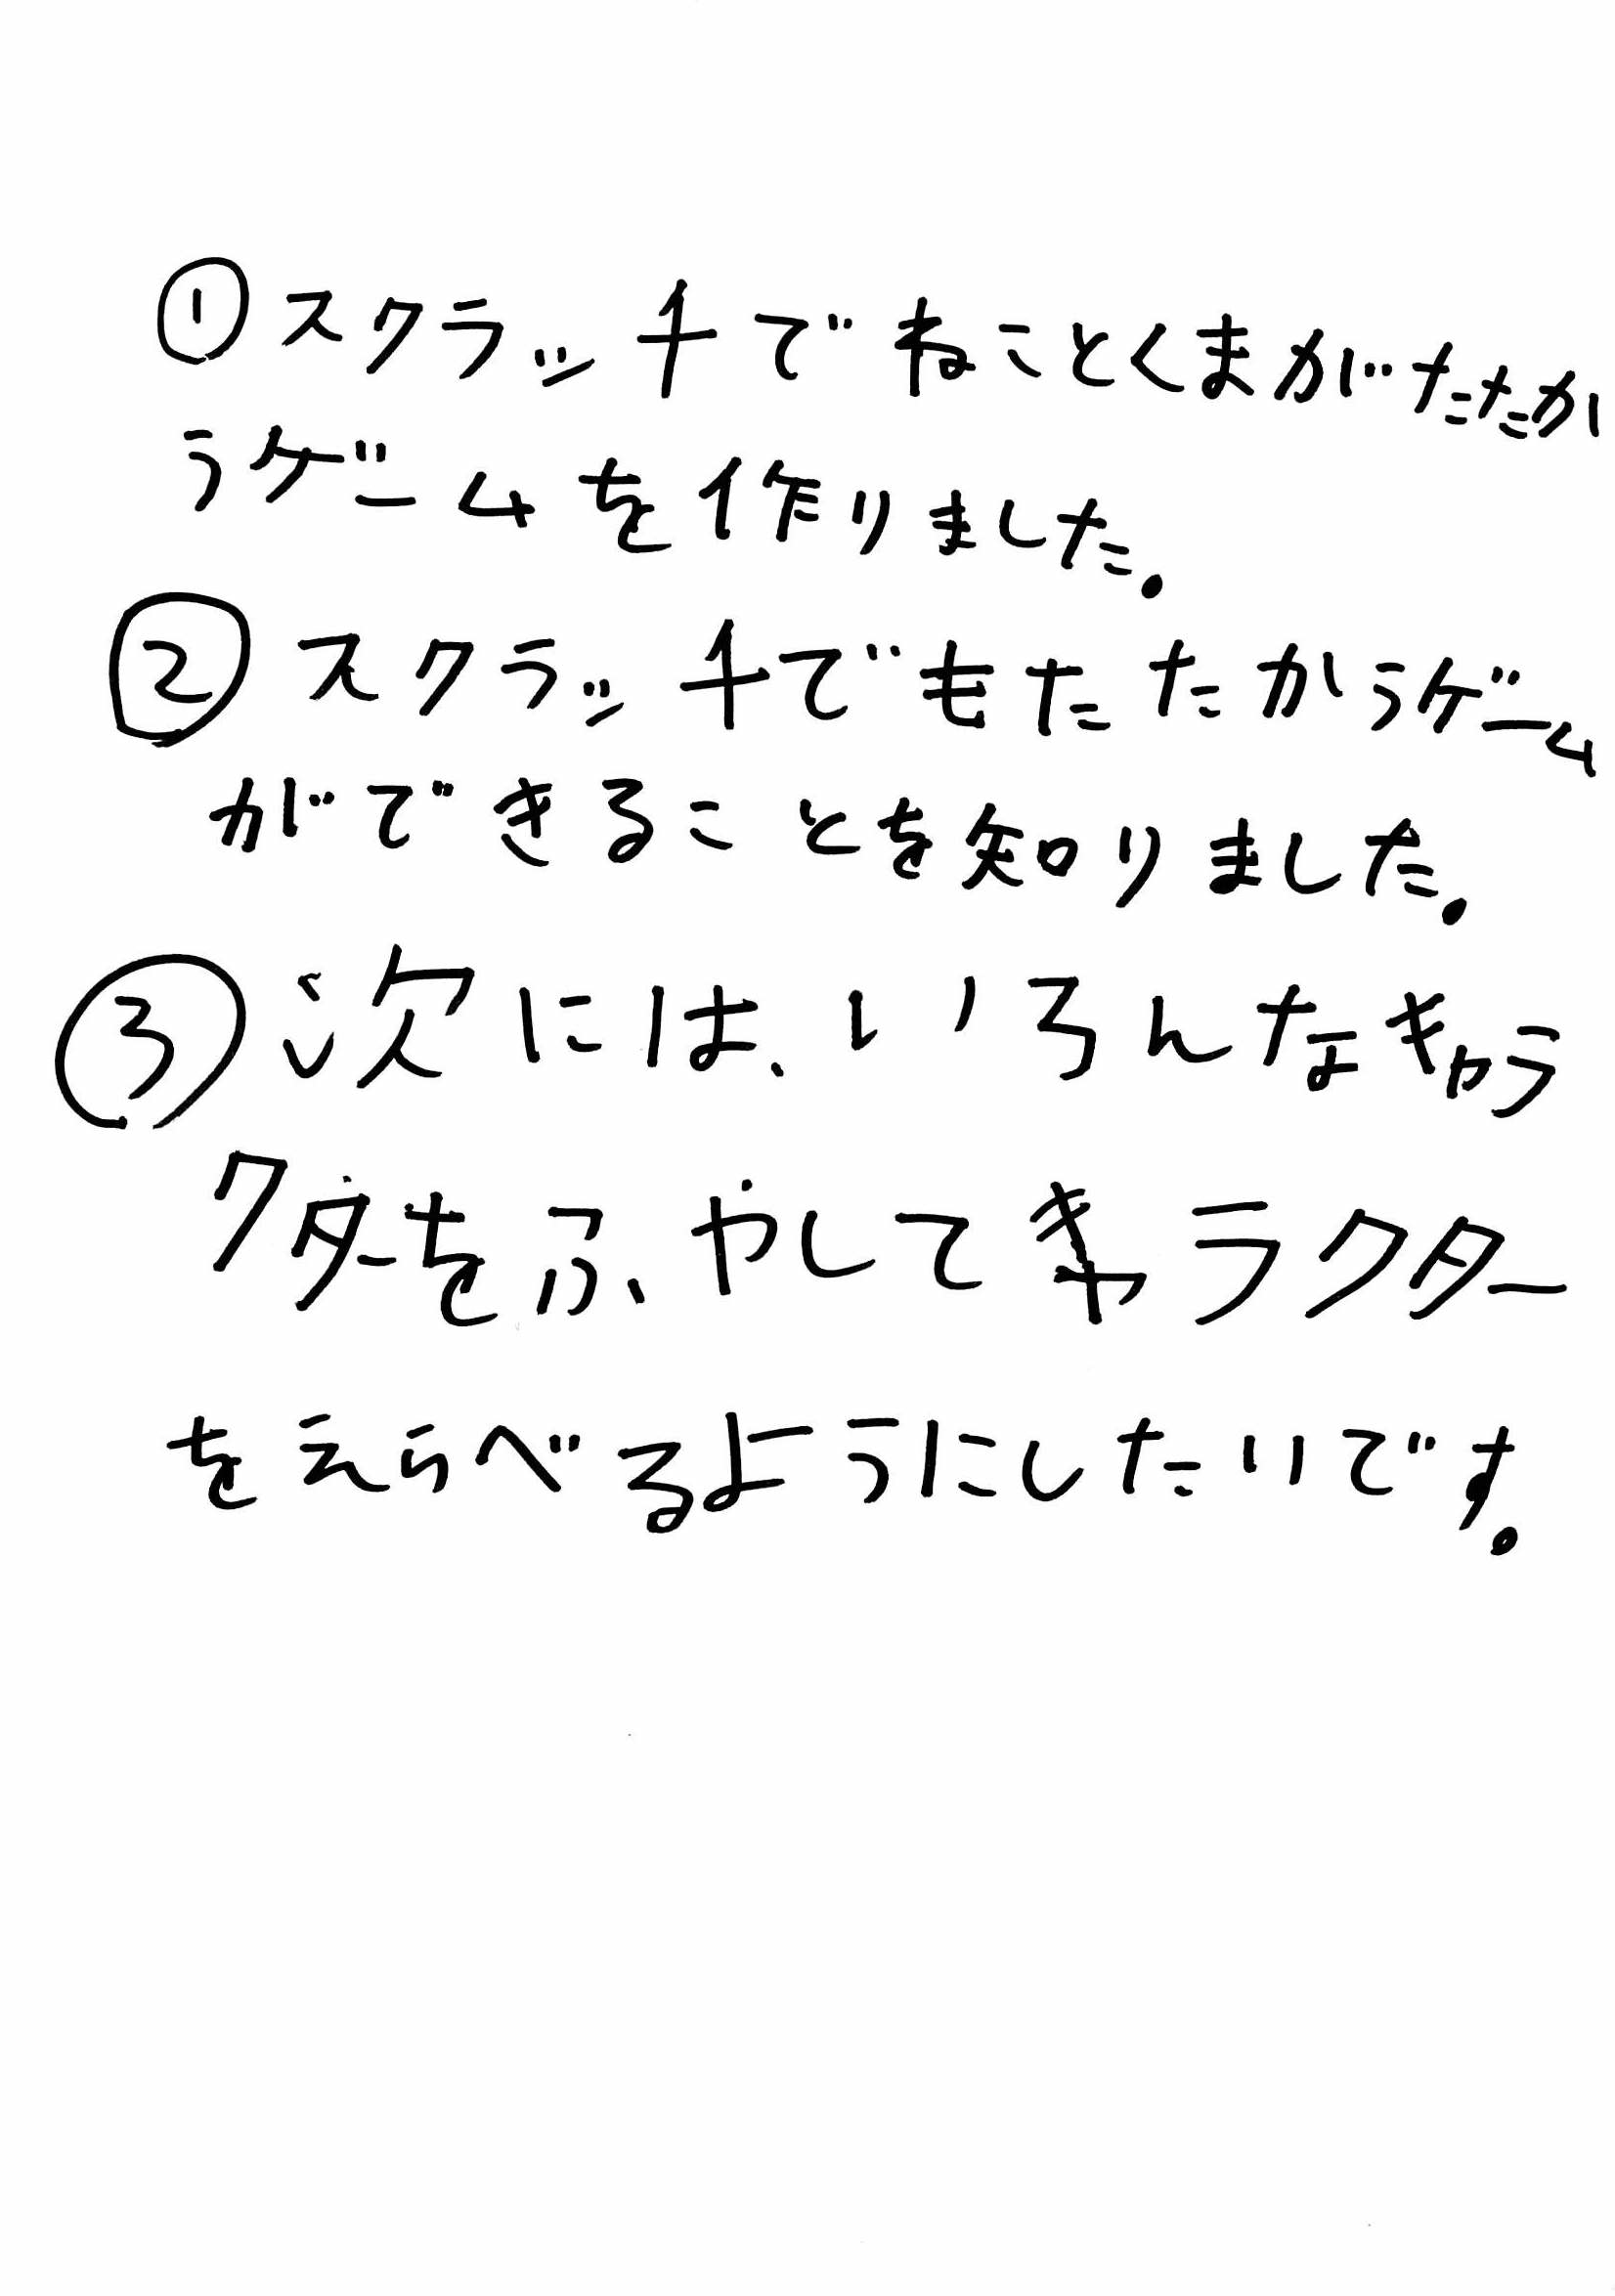 ①スクラッチでねことくまがたたか
うゲームを作りました。
②スクラッチでもたたかうゲーム
ができることを知りました。
③次には、いろんなキャラ
クターをふやしてキャラクター
をえらべるようにしたいです。